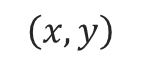 (x, y)